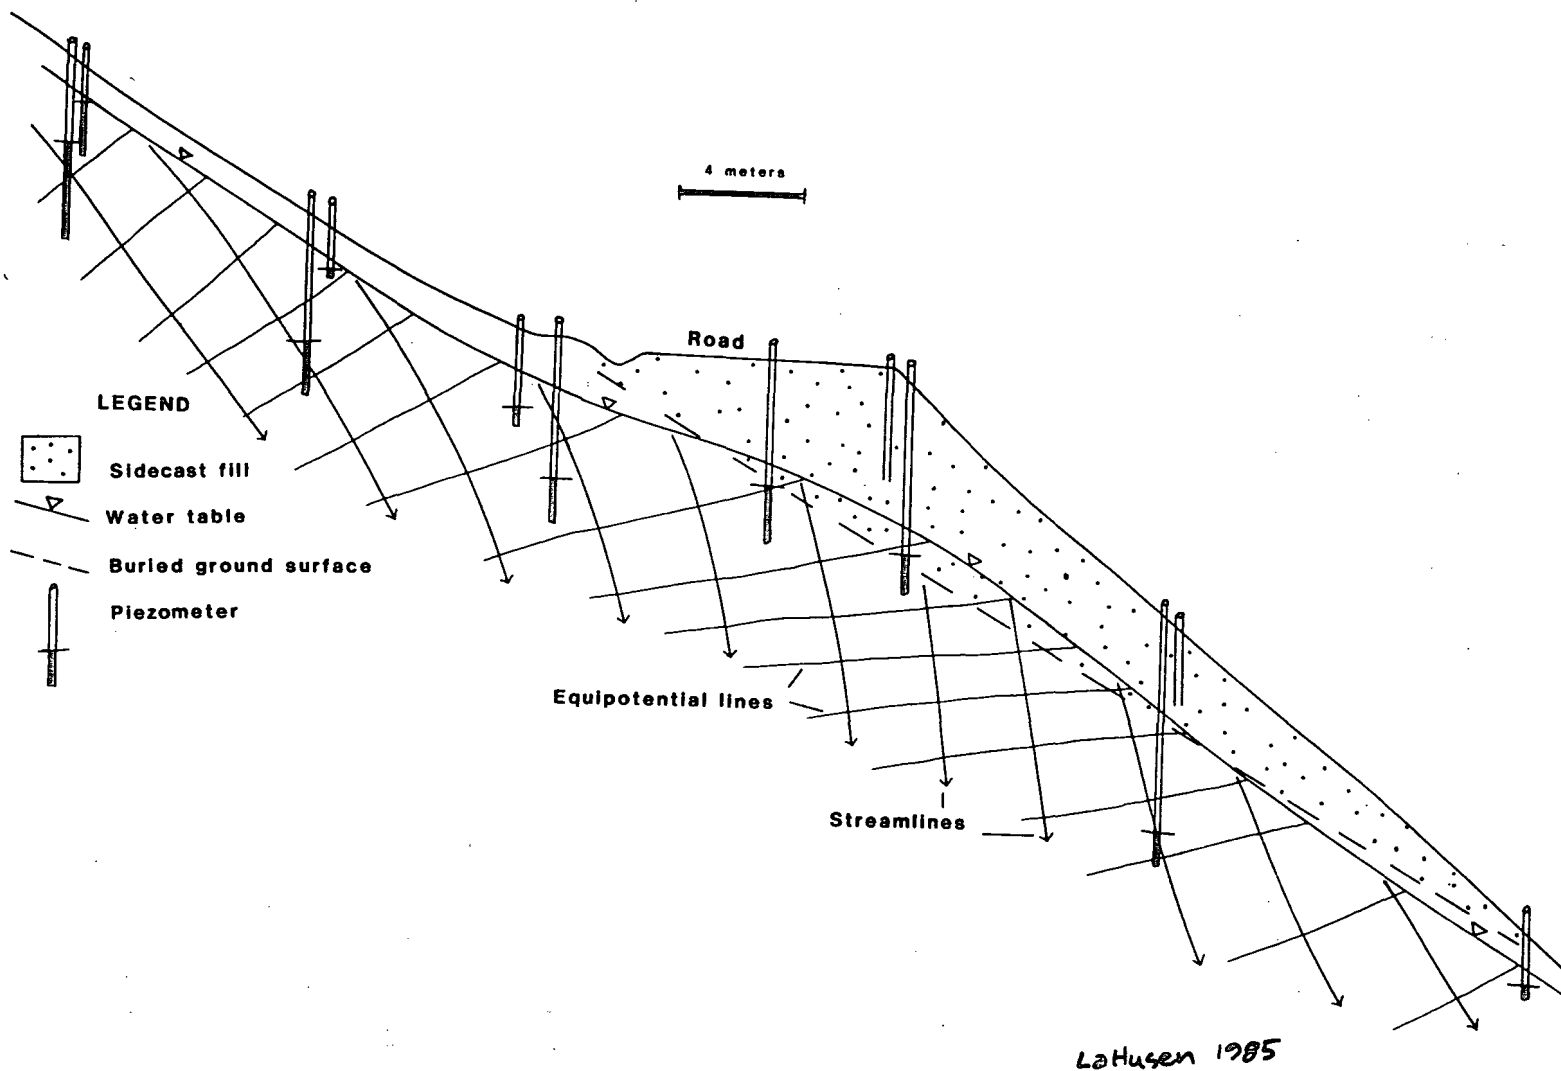 4 meters
Road
LEGEND
Sidecast fill
Water table
Buried ground surface
Piezometer
Equipotential lines
Streamlines
LaHusen 1985